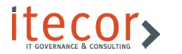 itecor
IT GOVERNANCE & CONSULTING